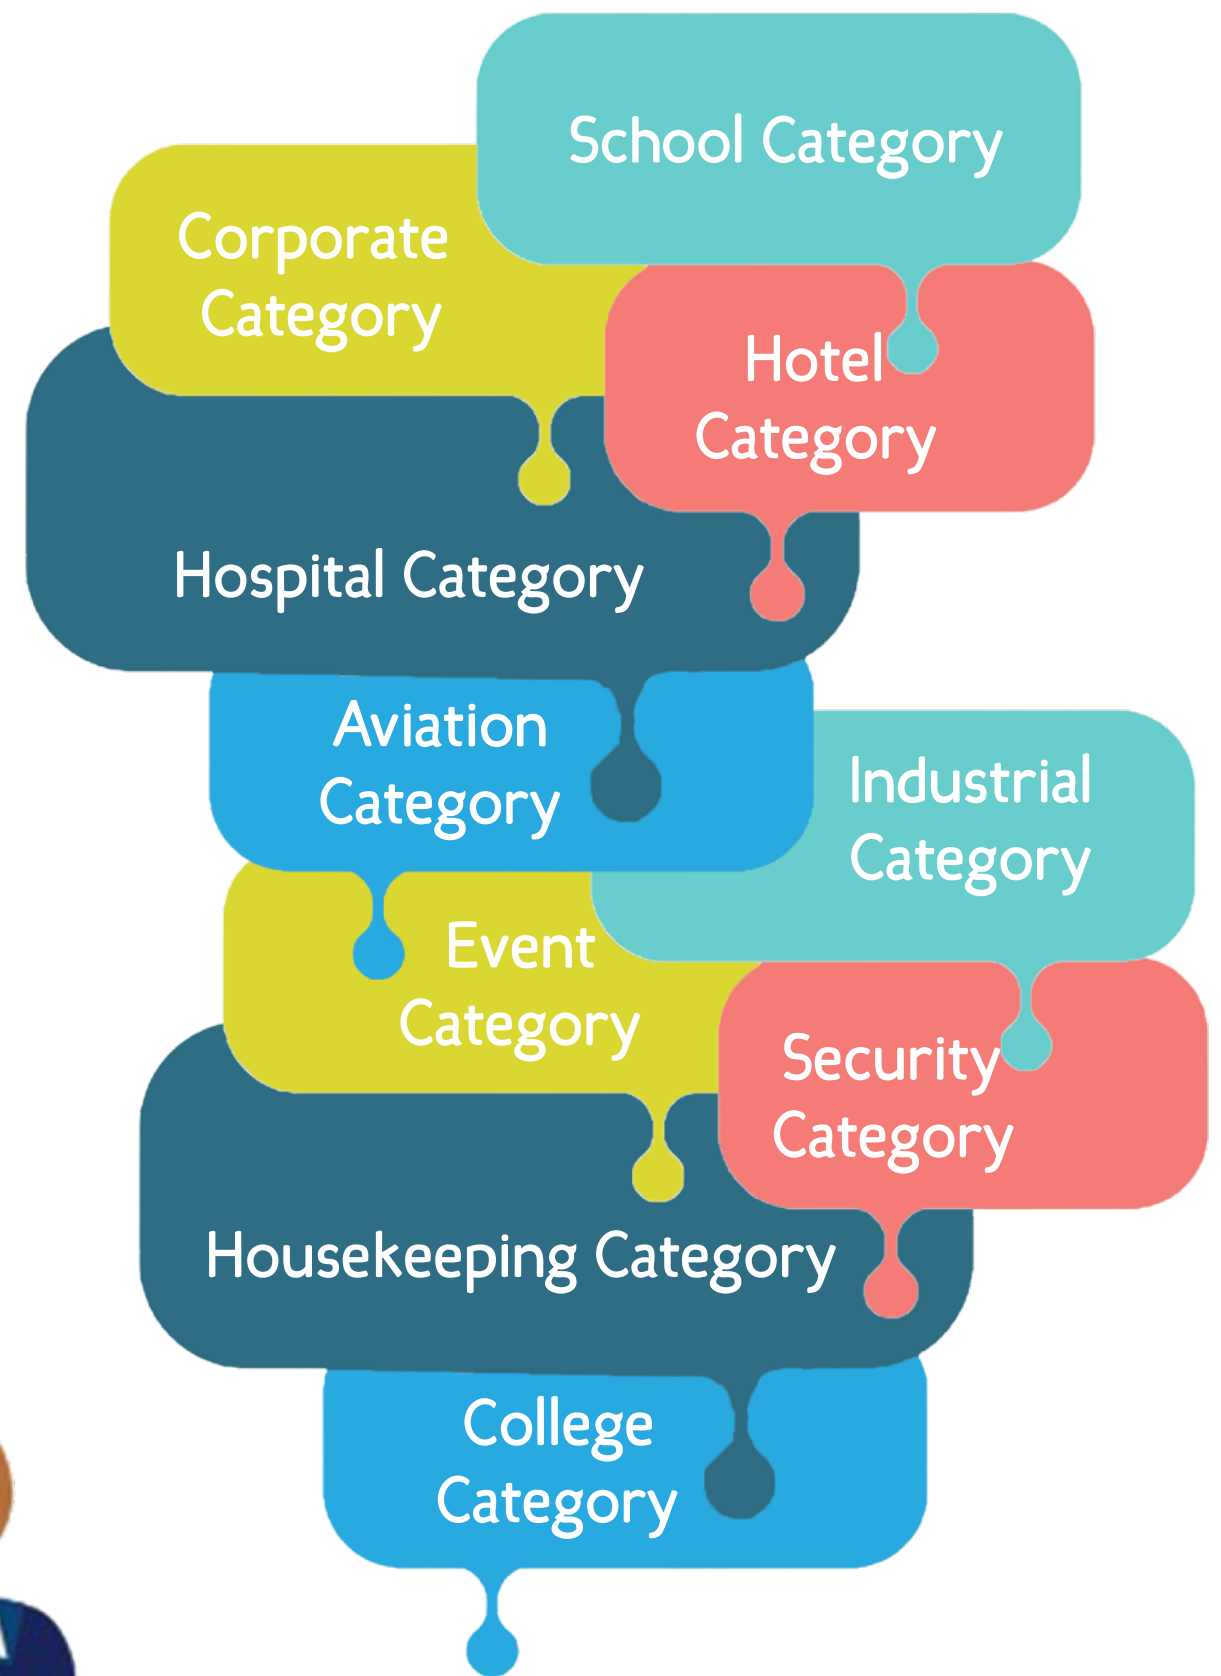 School Category
Corporate
Category
Hotel
Category
Hospital Category
Aviation
Category
Industrial
Category
Event
Category
Security
Category
Housekeeping Category
College
Category